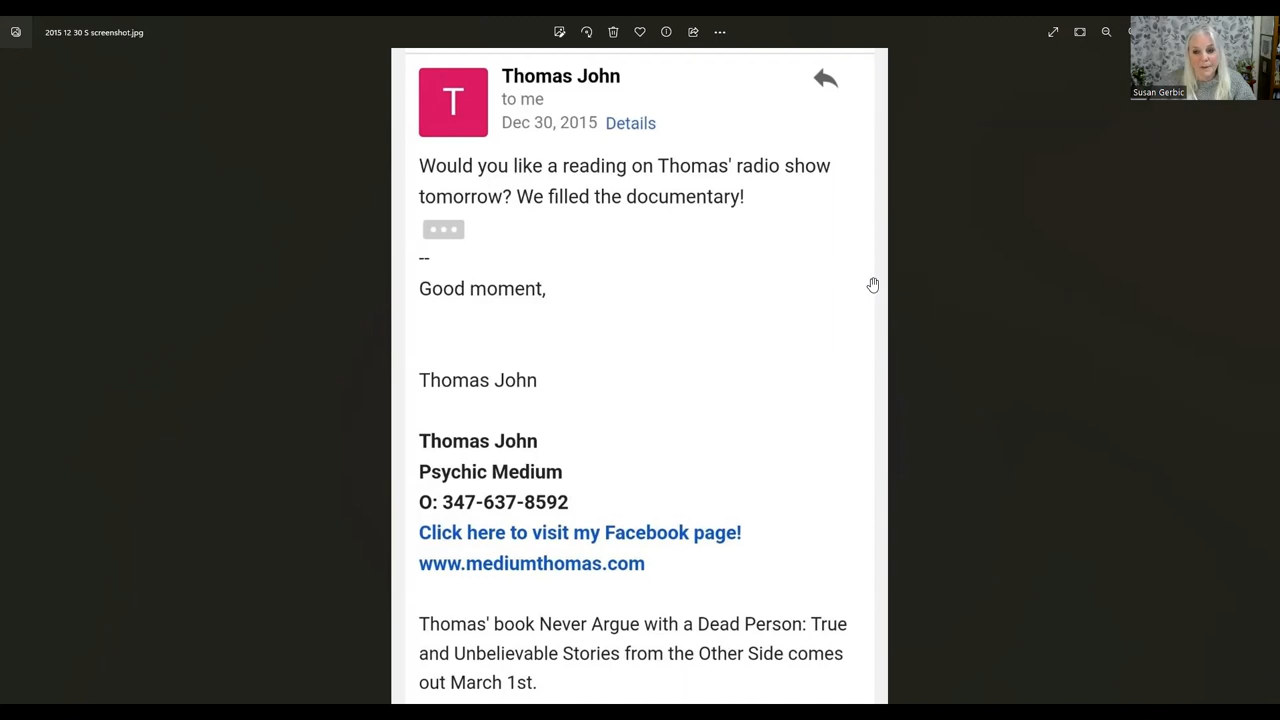 2015 12 30 S screenshot.jpg
Susan Gerbic
T
Thomas John
to me
Dec 30, 2015 Details
Would you like a reading on Thomas' radio show
tomorrow? We filled the documentary!
--
Good moment,
Thomas John
Thomas John
Psychic Medium
O: 347-637-8592
Click here to visit my Facebook page!
www.mediumthomas.com
Thomas' book Never Argue with a Dead Person: True
and Unbelievable Stories from the Other Side comes
out March 1st.